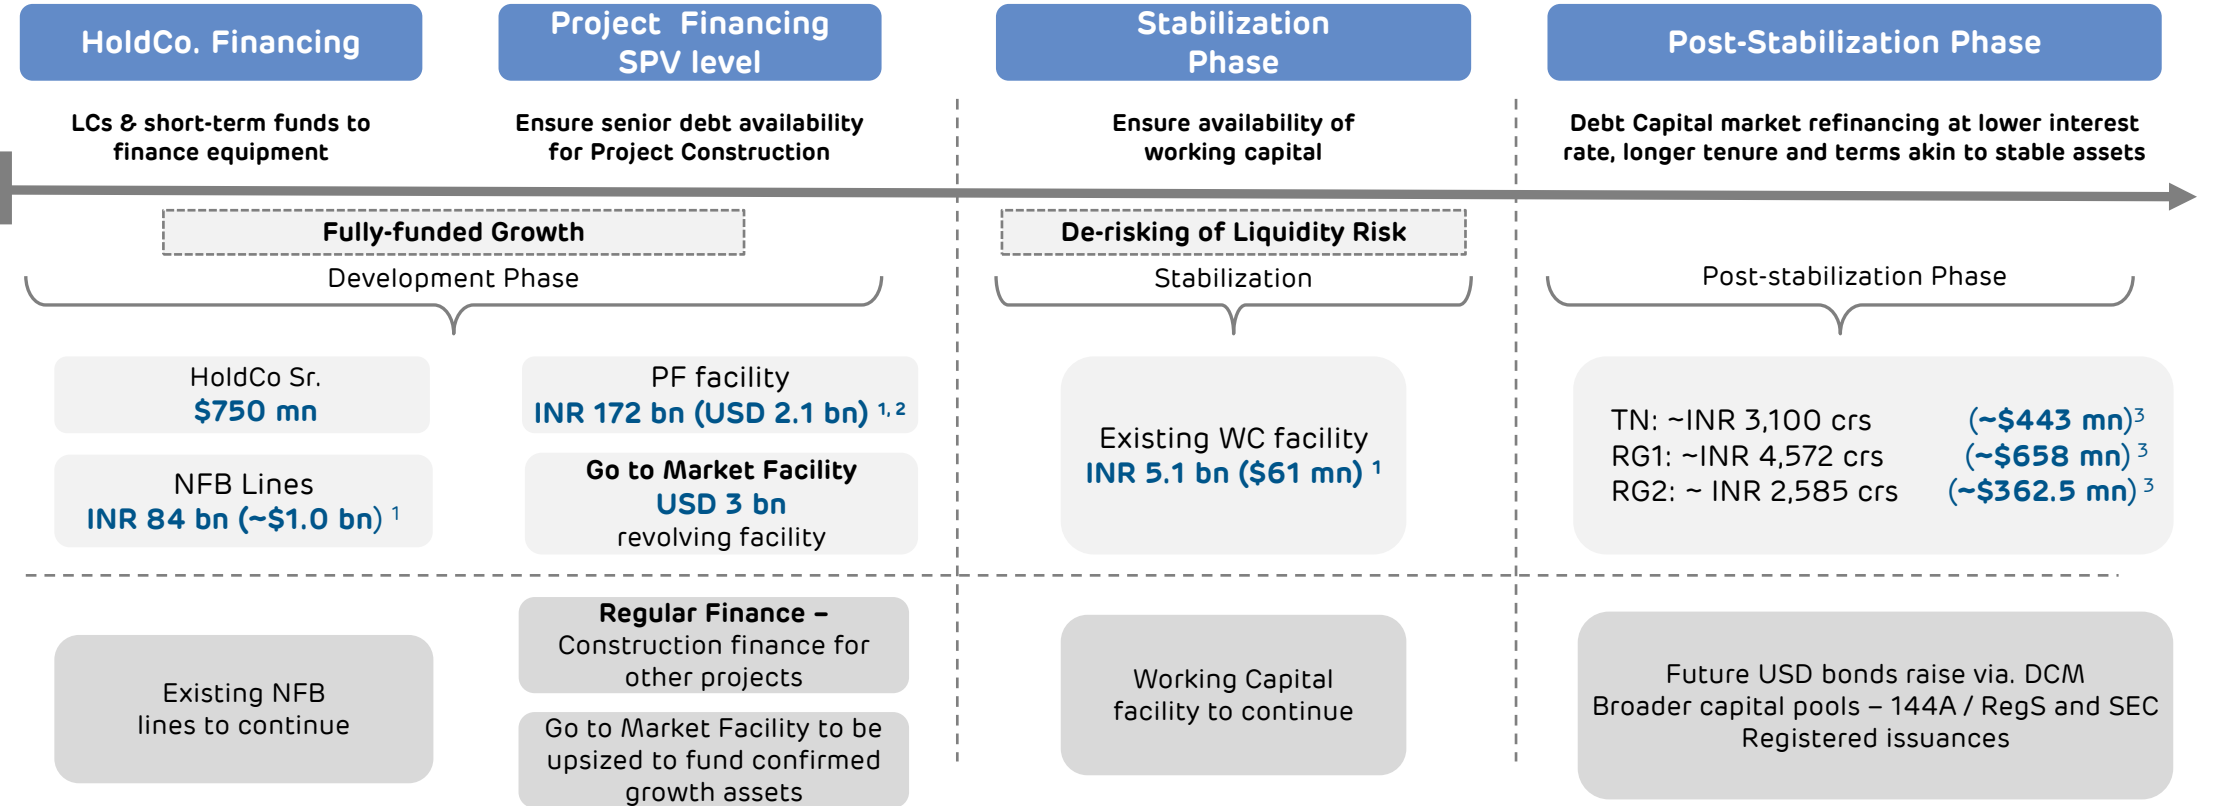 HoldCo. Financing
Project Financing
SPV level
Stabilization
Phase
Post-Stabilization Phase
LCs & short-term funds to
finance equipment
Ensure senior debt availability
for Project Construction
Ensure availability of
working capital
Debt Capital market refinancing at lower interest
rate, longer tenure and terms akin to stable assets
Fully-funded Growth
De-risking of Liquidity Risk
Development Phase
Stabilization
Post-stabilization Phase
HoldCo Sr.
$750 mn
NFB Lines
INR 84 bn (~$1.0 bn) 1
PF facility
INR 172 bn (USD 2.1 bn) 1, 2
Go to Market Facility
USD 3 bn
revolving facility
Existing WC facility
INR 5.1 bn ($61 mn) 1
TN: ~INR 3,100 crs (~$443 mn)3
RG1: ~INR 4,572 crs (~$658 mn) 3
RG2: ~ INR 2,585 crs (~$362.5 mn) 3
Existing NFB
lines to continue
Regular Finance –
Construction finance for
other projects
Go to Market Facility to be
upsized to fund confirmed
growth assets
Working Capital
facility to continue
Future USD bonds raise via. DCM
Broader capital pools – 144A / RegS and SEC
Registered issuances